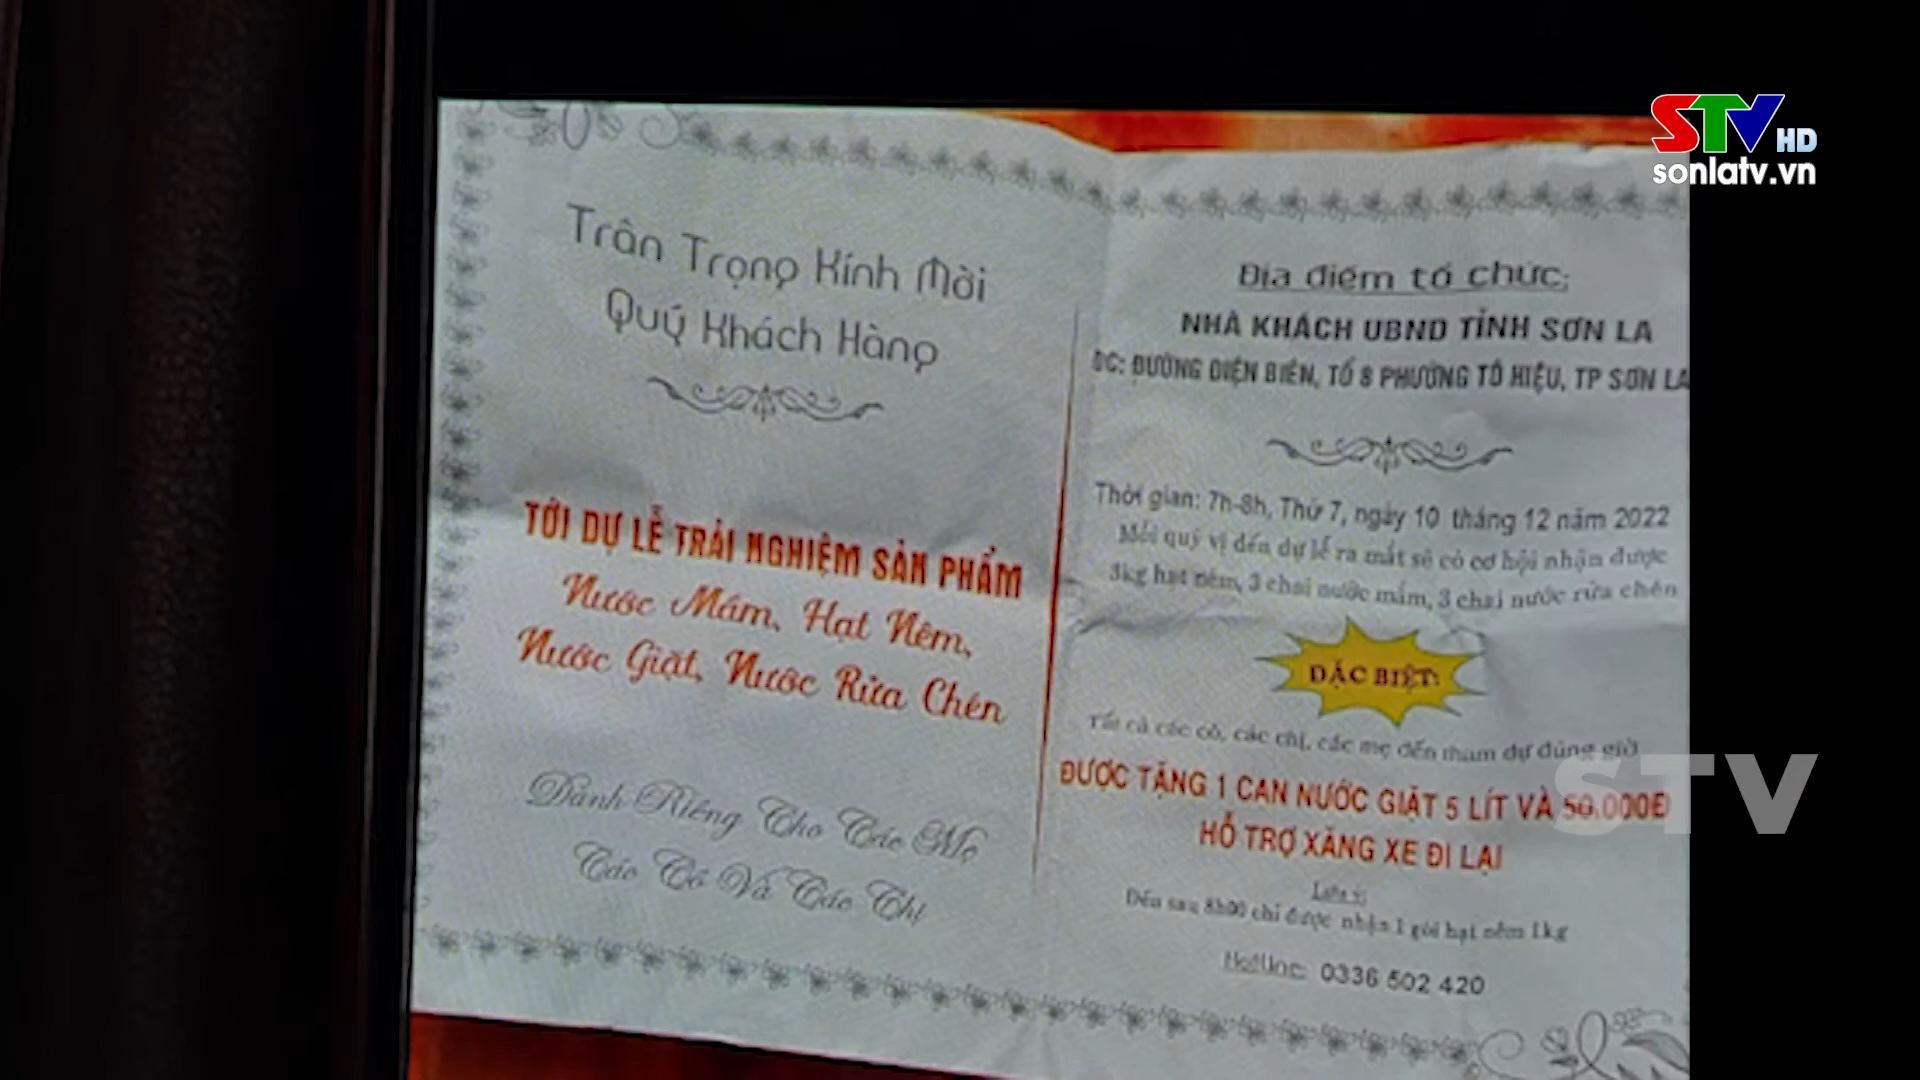 STV HD
sonlatv.vn
Trân Trọng Kính Mời
Quý Khách Hàng
TỚI DỰ LỄ TRẢI NGHIỆM SẢN PHẨM
Nước Mắm, Hạt Nêm,
Nước Giặt, Nước Rửa Chén
Dành Riêng Cho Các Mẹ
Các Cô Và Các Chị
Địa điểm tổ chức:
NHÀ KHÁCH UBND TỈNH SƠN LA
ĐC: ĐƯỜNG ĐIỆN BIÊN, TỔ 8 PHƯỜNG TÔ HIỆU, TP SƠN LA
Thời gian: 7h-8h, Thứ 7, ngày 10 tháng 12 năm 2022
Mỗi quý vị đến dự lễ ra mắt sẽ có cơ hội nhận được
3kg hạt nêm, 3 chai nước mắm, 3 chai nước rửa chén
ĐẶC BIỆT:
Tất cả các cô, các chị, các mẹ đến tham dự đúng giờ
ĐƯỢC TẶNG 1 CAN NƯỚC GIẶT 5 LÍT VÀ 50.000Đ
HỖ TRỢ XĂNG XE ĐI LẠI
Lưu ý:
Đến sau 8h00 chỉ được nhận 1 gói hạt nêm 1kg
Hotline: 0336 502 420
STV